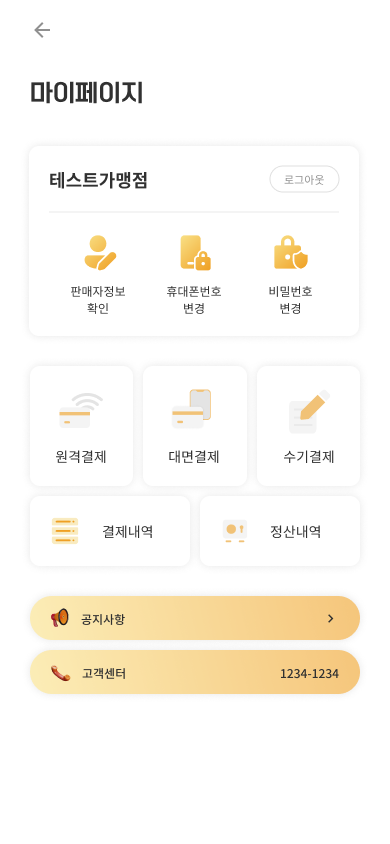 마이페이지
테스트가맹점
로그아웃
판매자정보
확인
휴대폰번호
변경
비밀번호
변경
원격결제
대면결제
수기결제
결제내역
정산내역
공지사항
고객센터
1234-1234